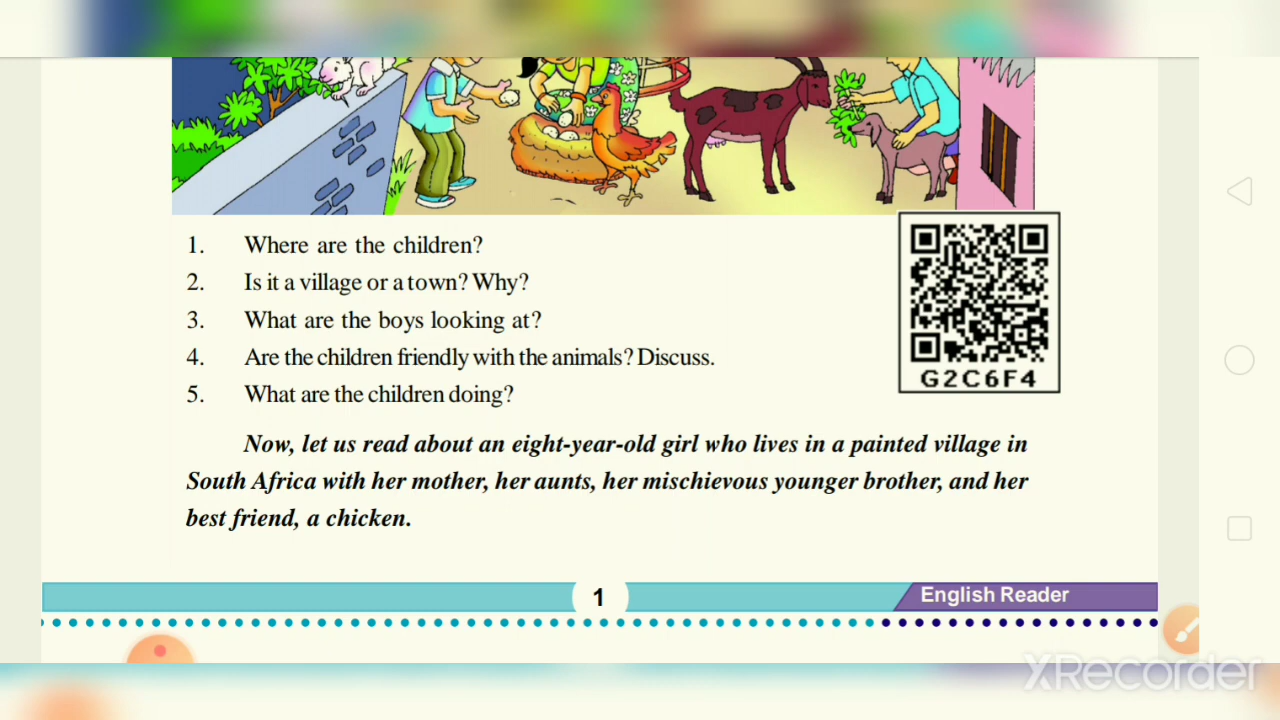 1. Where are the children?
2. Is it a village or a town? Why?
3. What are the boys looking at?
4. Are the children friendly with the animals? Discuss.
5. What are the children doing?
G2C6F4
Now, let us read about an eight-year-old girl who lives in a painted village in
South Africa with her mother, her aunts, her mischievous younger brother, and her
best friend, a chicken.
1
English Reader
XRecorder